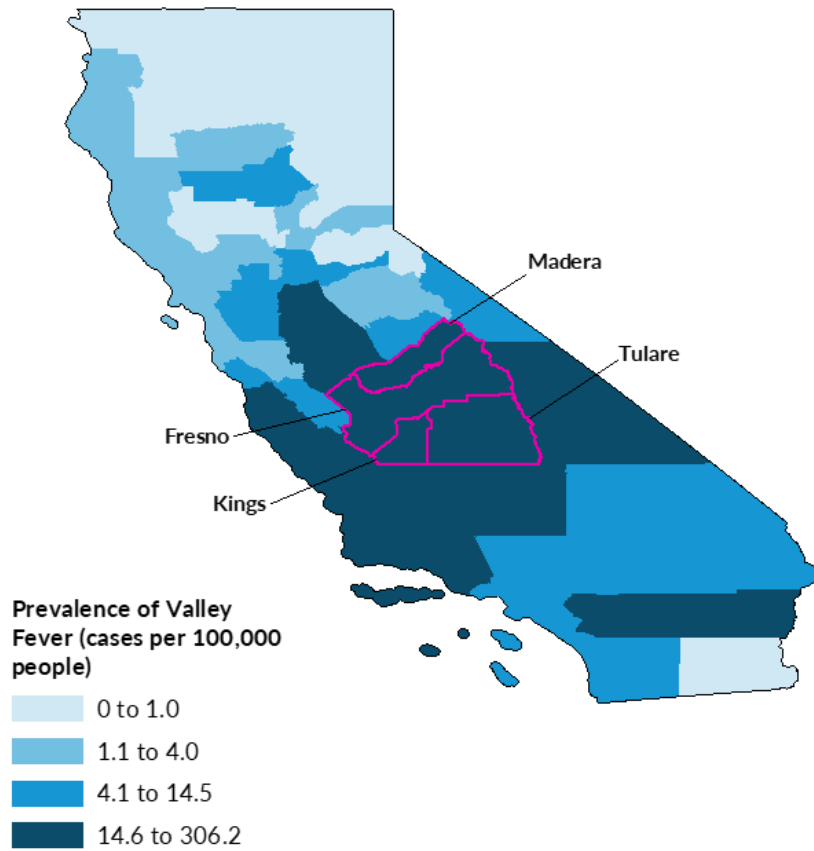 Madera
Tulare
Fresno
Kings
Prevalence of Valley
Fever (cases per 100,000
people)
0 to 1.0
1.1 to 4.0
4.1 to 14.5
14.6 to 306.2